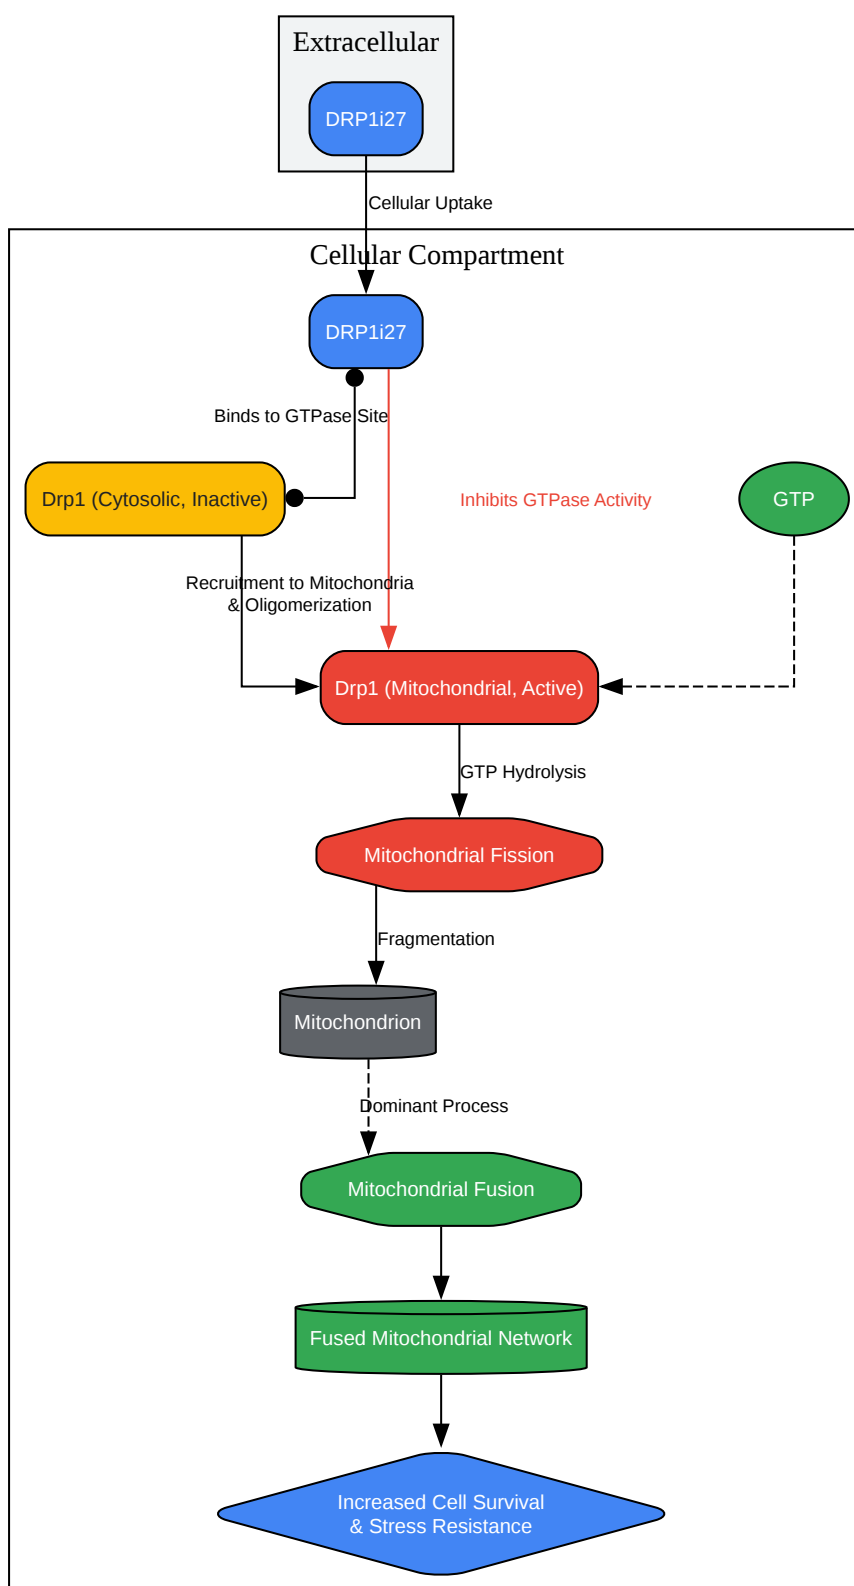 Extracellular
DRP1i27
Cellular Uptake
Cellular Compartment
DRP1i27
Binds to GTPase Site
Drp1 (Cytosolic, Inactive)
Inhibits GTPase Activity
GTP
Recruitment to Mitochondria
& Oligomerization
Drp1 (Mitochondrial, Active)
GTP Hydrolysis
Mitochondrial Fission
Fragmentation
Mitochondrion
Dominant Process
Mitochondrial Fusion
Fused Mitochondrial Network
Increased Cell Survival
& Stress Resistance